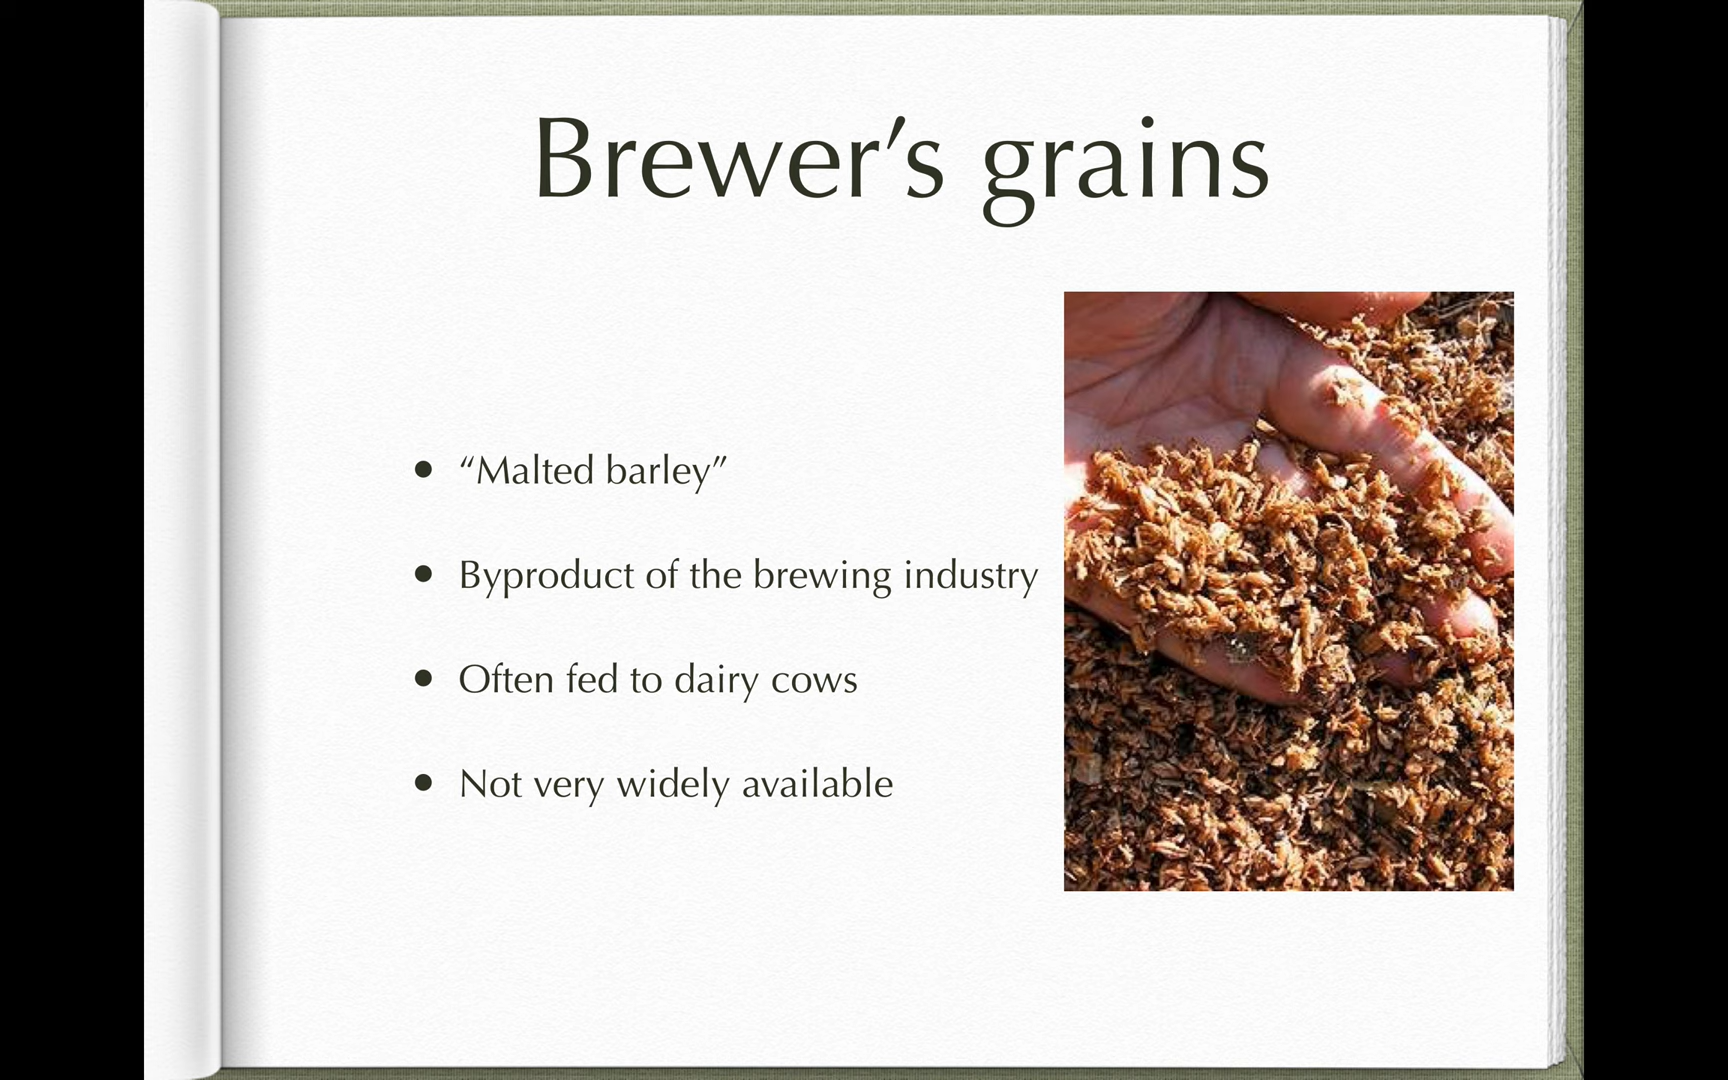 Brewer’s grains
• “Malted barley”
• Byproduct of the brewing industry
• Often fed to dairy cows
• Not very widely available